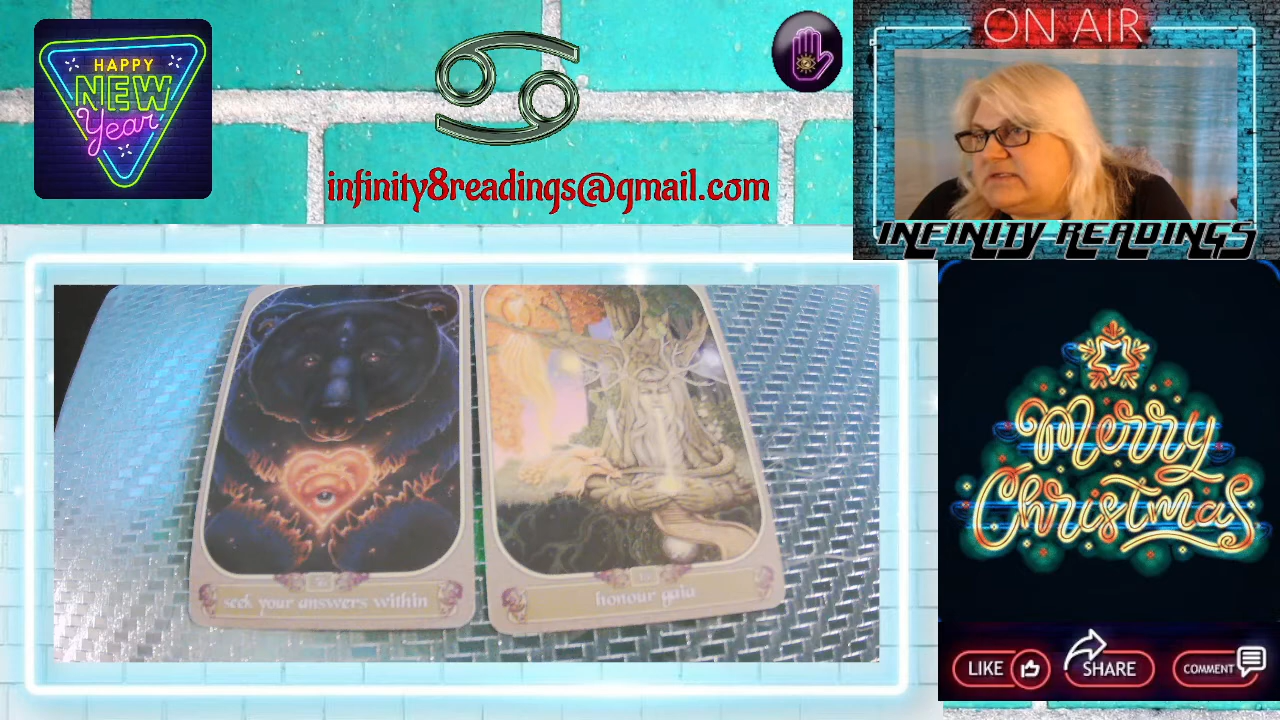 HAPPY
NEW
Year
infinity8readings@gmail.com
ON AIR
INFINITY READINGS
seek your answers within
honour gaia
Merry
Christmas
LIKE
SHARE
COMMENT